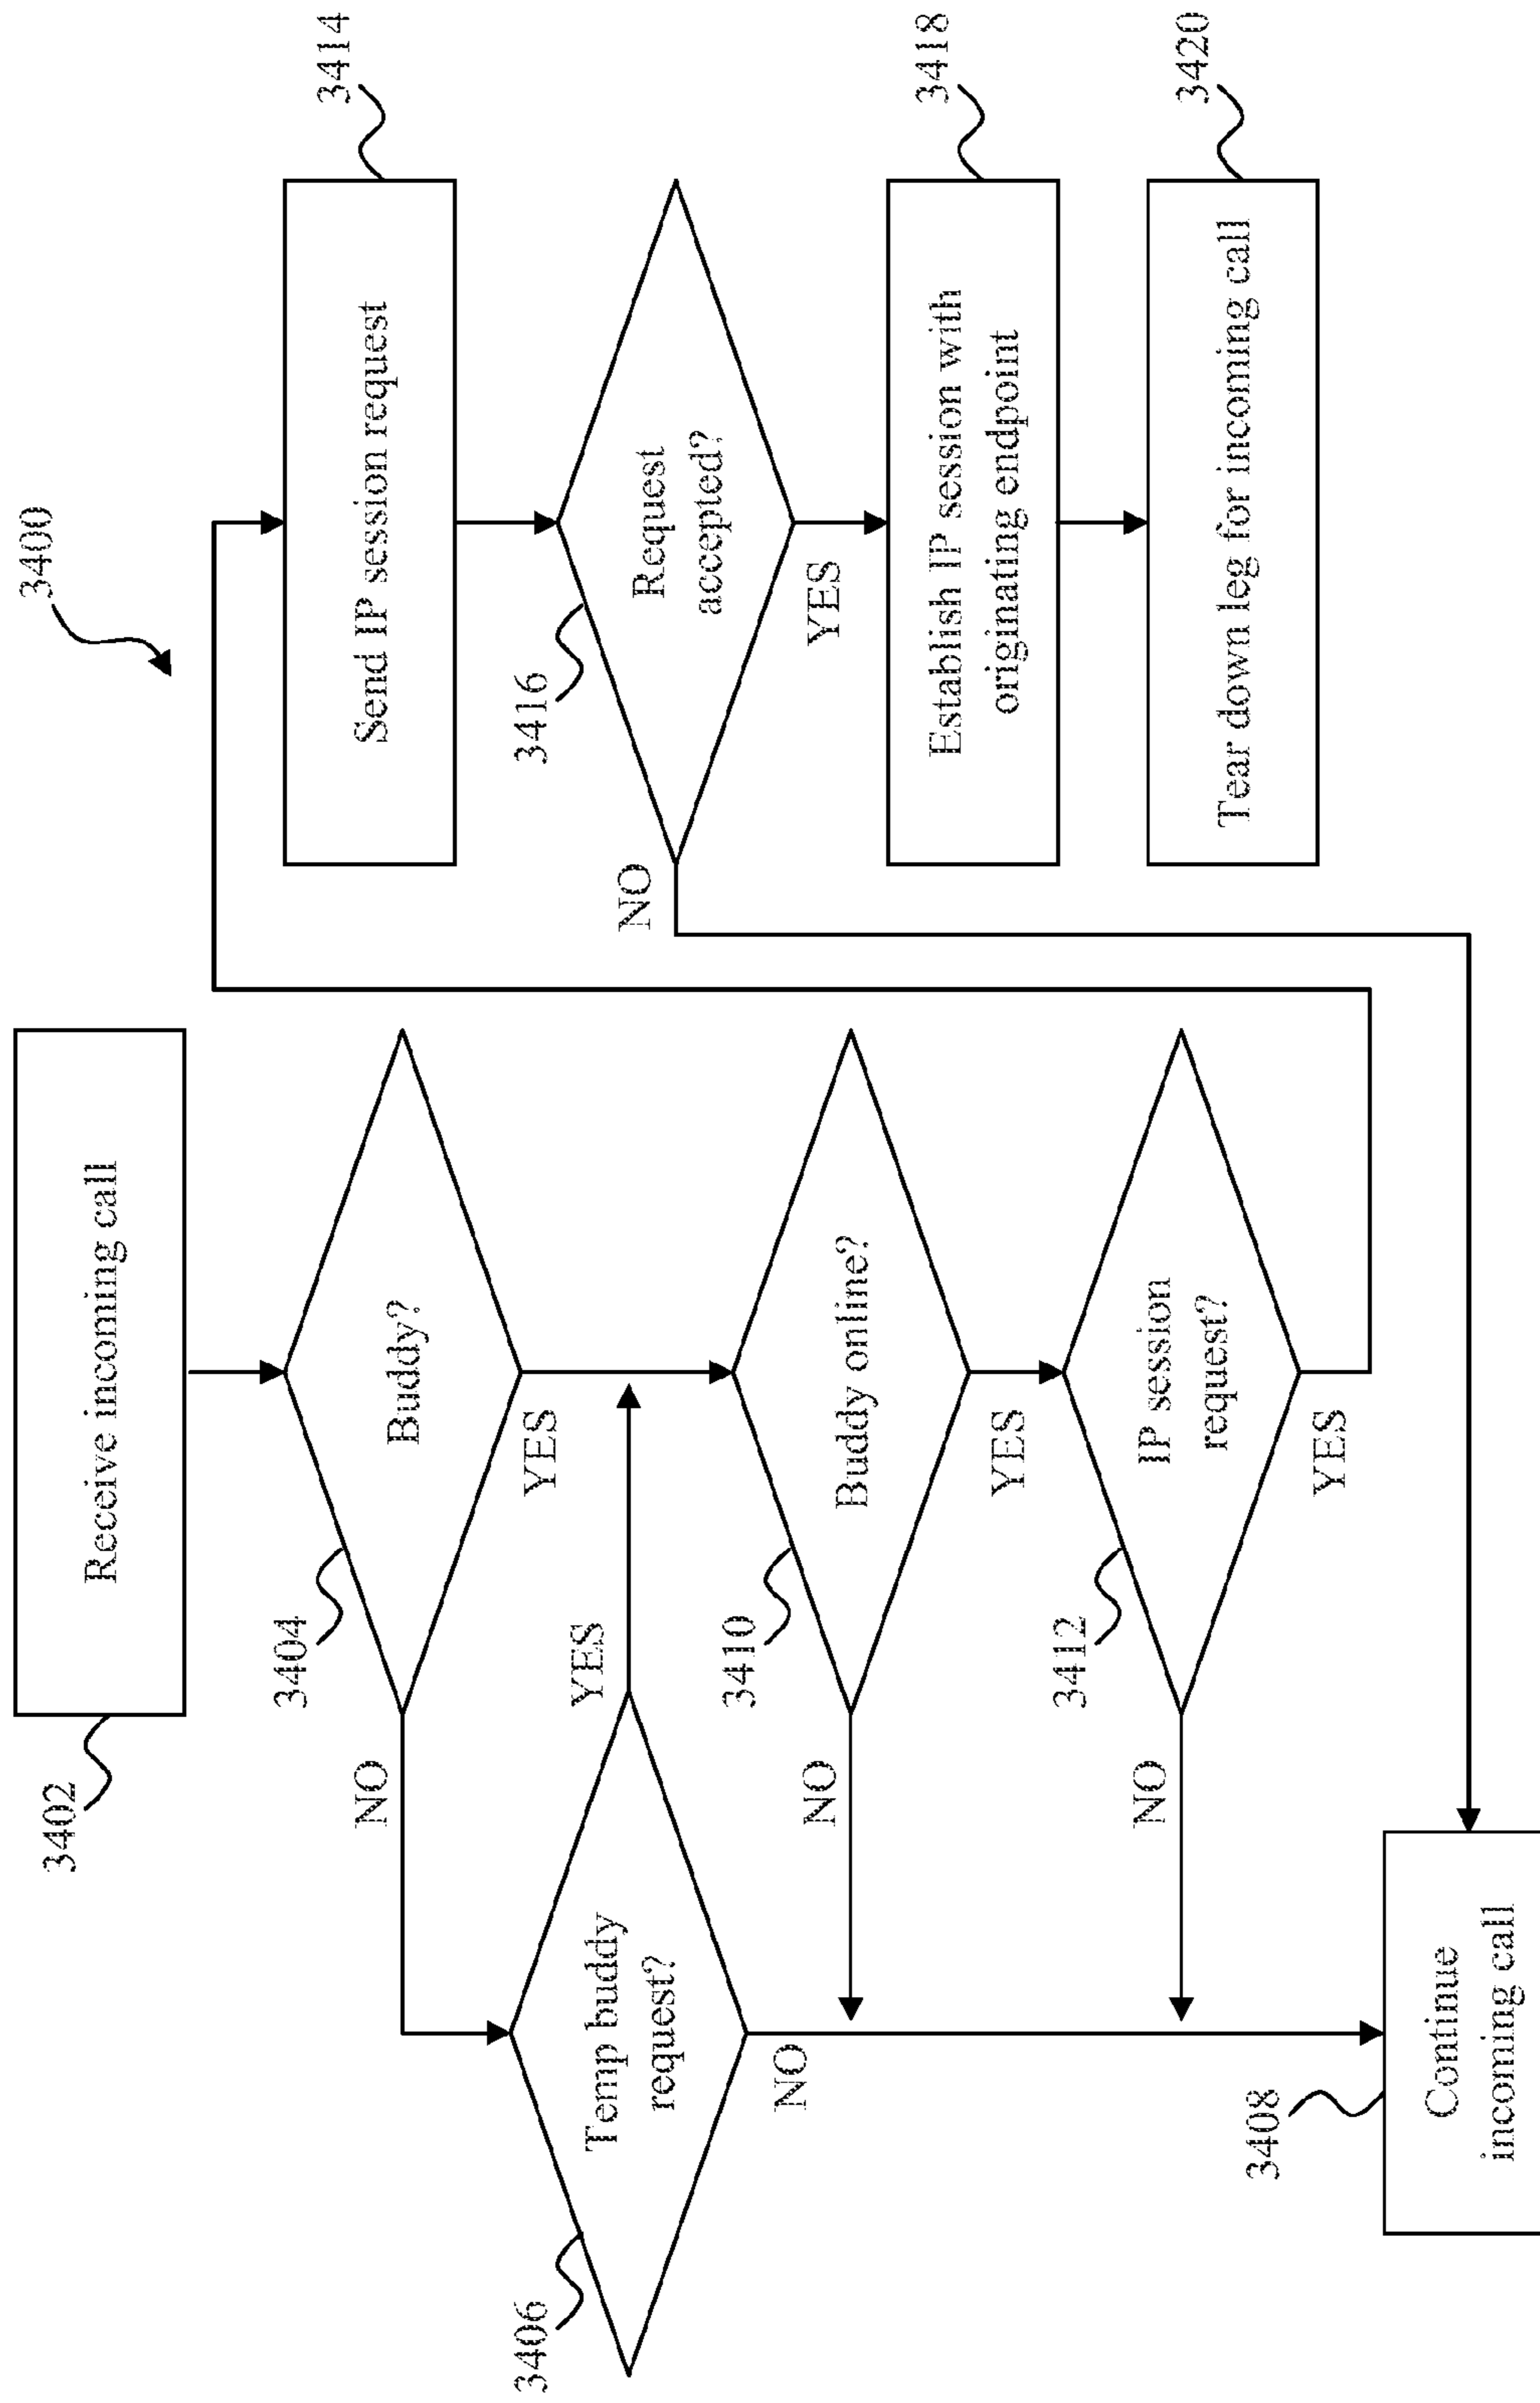 3400
3402
Receive incoming call
3404
Buddy?
NO
YES
3406
Temp buddy
request?
YES
NO
3410
Buddy online?
NO
YES
3412
IP session
request?
NO
YES
3408
Continue
incoming call
3414
Send IP session request
3416
Request
accepted?
NO
YES
3418
Establish IP session with
originating endpoint
3420
Tear down leg for incoming call